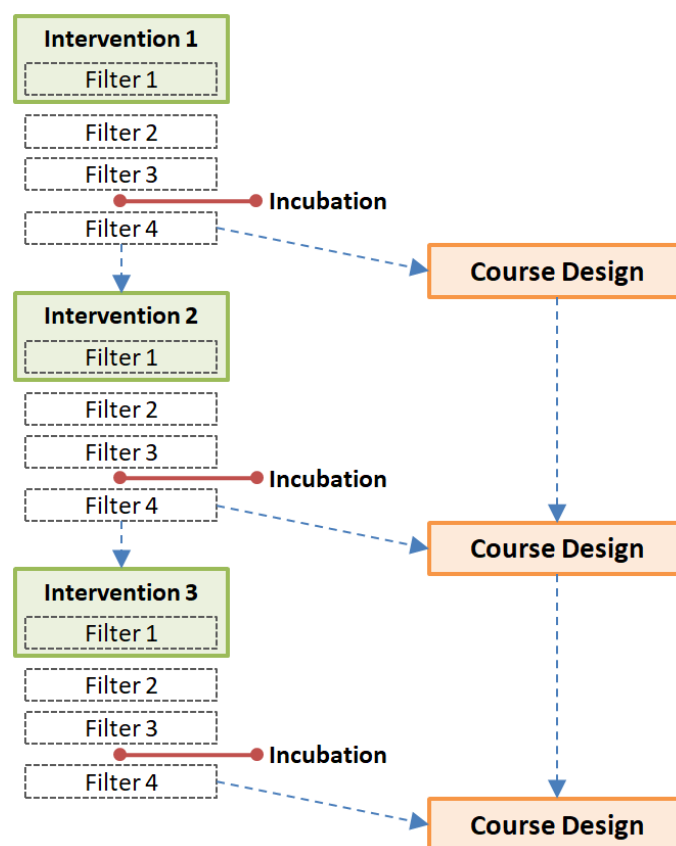 Intervention 1
Filter 1
Filter 2
Filter 3
Incubation
Filter 4
Course Design
Intervention 2
Filter 1
Filter 2
Filter 3
Incubation
Filter 4
Course Design
Intervention 3
Filter 1
Filter 2
Filter 3
Incubation
Filter 4
Course Design